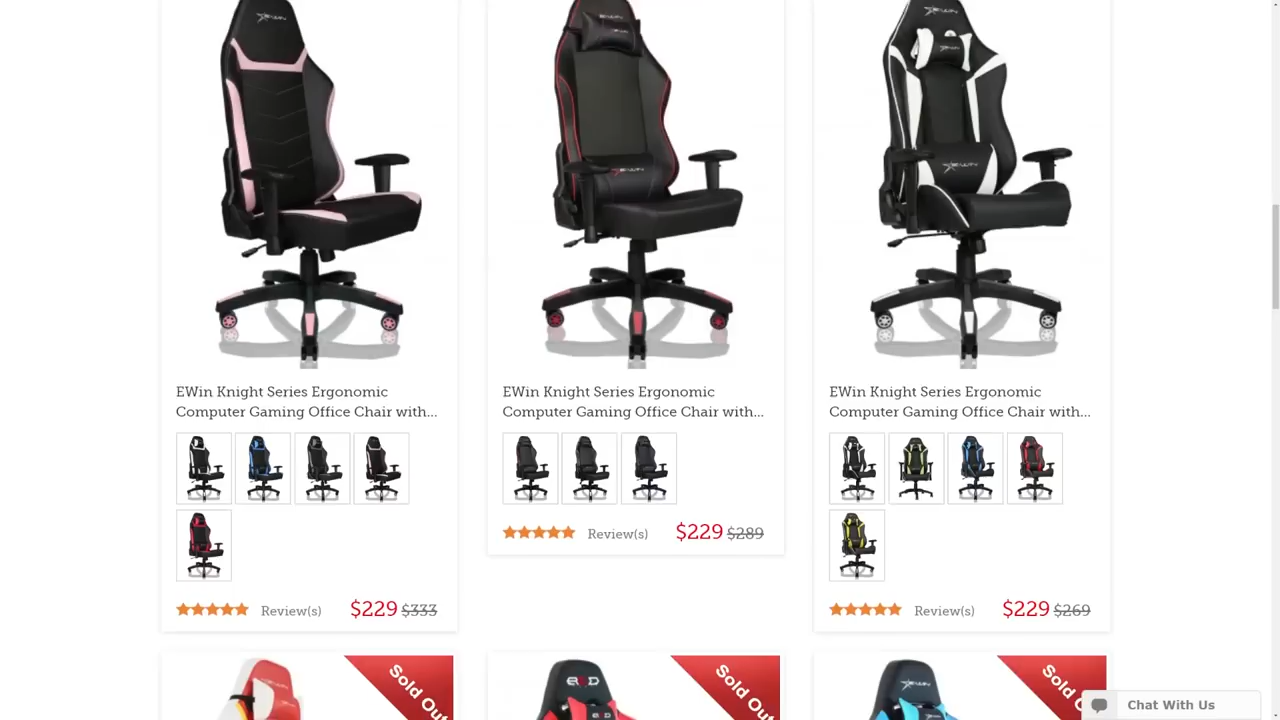 EWin Knight Series Ergonomic
Computer Gaming Office Chair with...
Review(s) $229 $333
EWin Knight Series Ergonomic
Computer Gaming Office Chair with...
Review(s) $229 $289
EWin Knight Series Ergonomic
Computer Gaming Office Chair with...
Review(s) $229 $269
Sold Out
Sold Out
Sold
Chat With Us